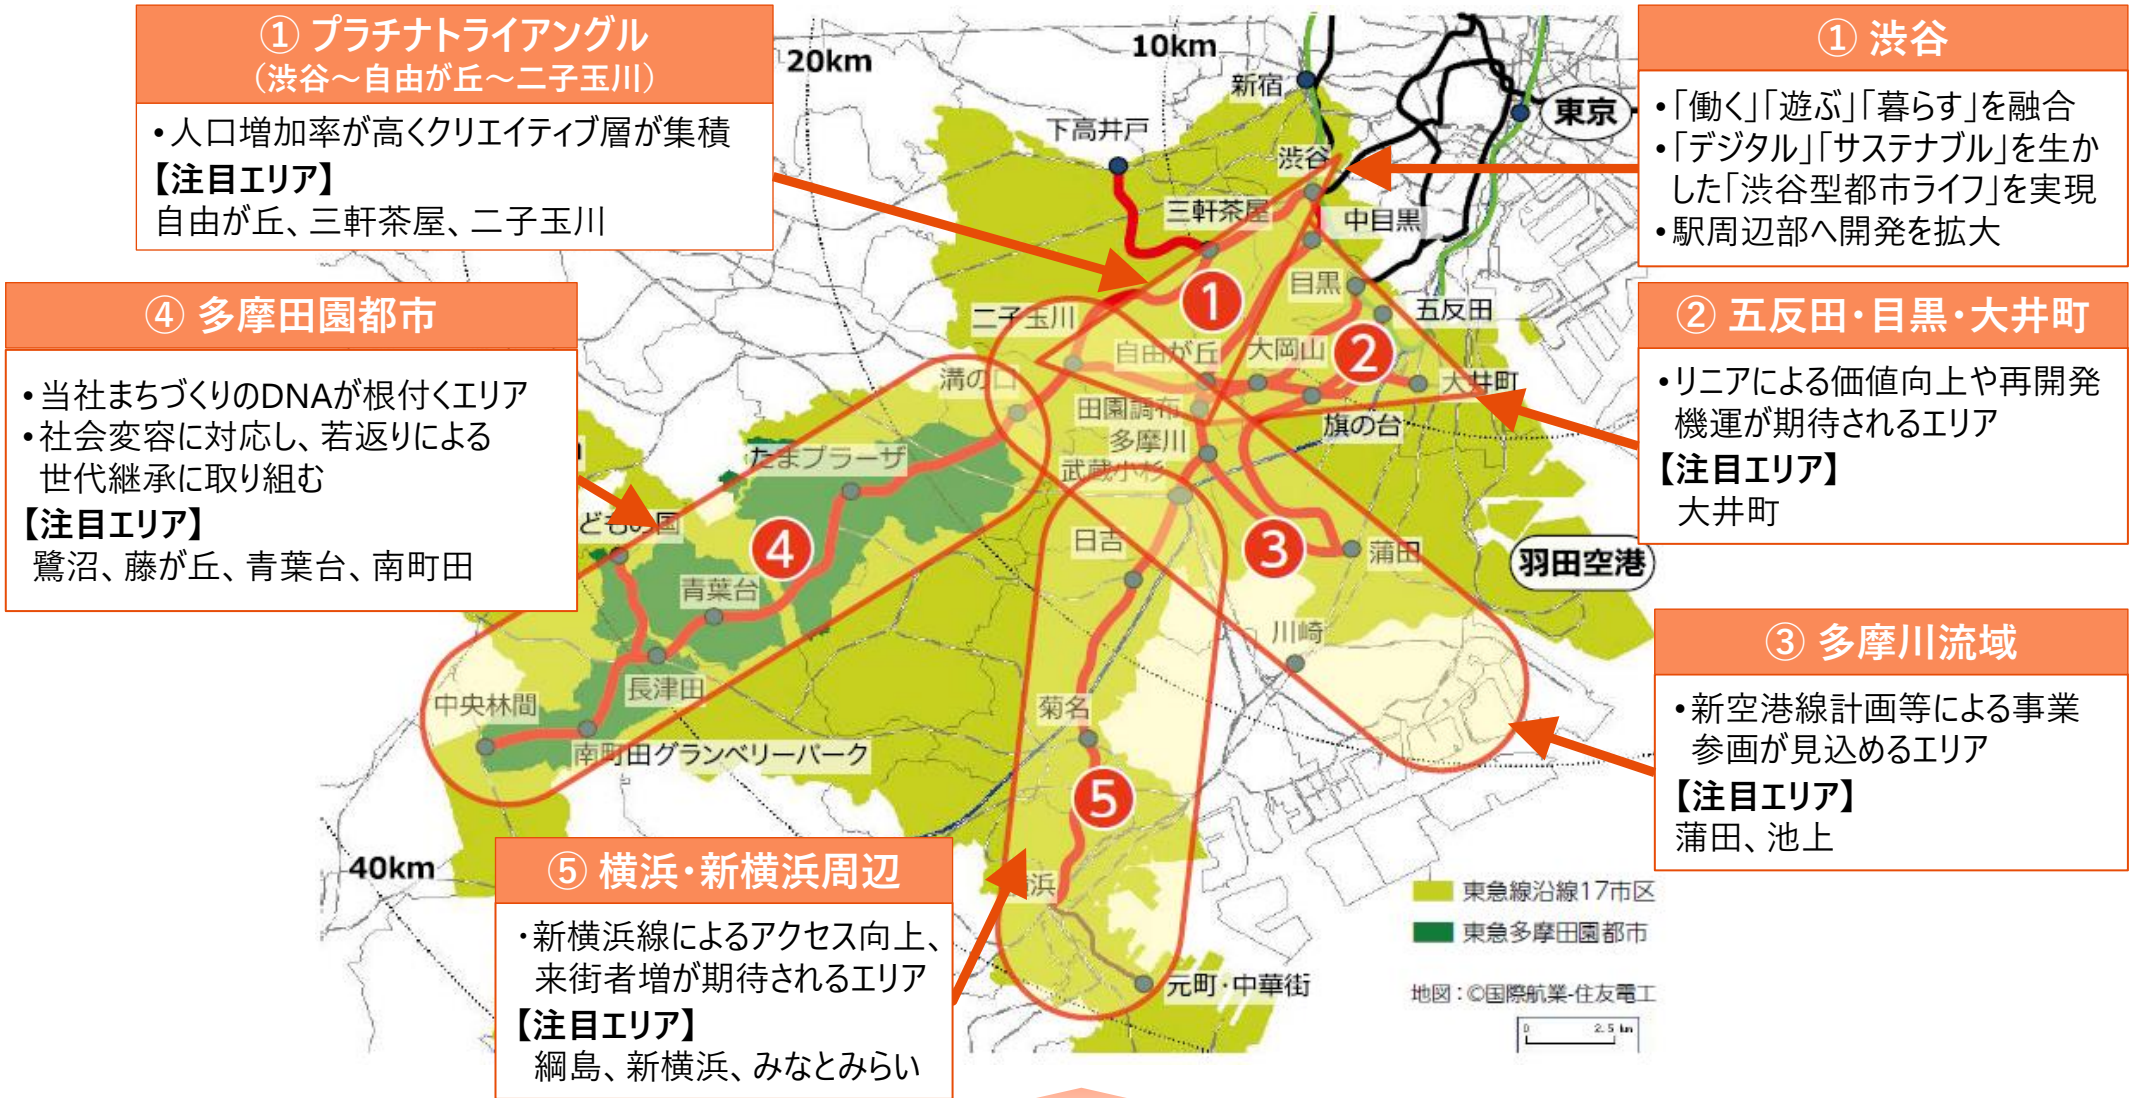 ① プラチナトライアングル
（渋谷～自由が丘～二子玉川）
•人口増加率が高くクリエイティブ層が集積
【注目エリア】
自由が丘、三軒茶屋、二子玉川
① 渋谷
•「働く」「遊ぶ」「暮らす」を融合
•「デジタル」「サステナブル」を生か
した「渋谷型都市ライフ」を実現
•駅周辺部へ開発を拡大
④ 多摩田園都市
•当社まちづくりのDNAが根付くエリア
•社会変容に対応し、若返りによる
世代継承に取り組む
【注目エリア】
鷺沼、藤が丘、青葉台、南町田
② 五反田・目黒・大井町
•リニアによる価値向上や再開発
機運が期待されるエリア
【注目エリア】
大井町
③ 多摩川流域
•新空港線計画等による事業
参画が見込めるエリア
【注目エリア】
蒲田、池上
⑤ 横浜・新横浜周辺
・新横浜線によるアクセス向上、
来街者増が期待されるエリア
【注目エリア】
綱島、新横浜、みなとみらい
20km
10km
新宿
東京
下高井戸
渋谷
三軒茶屋
中目黒
1
目黒
二子玉川
五反田
自由が丘
大岡山
2
溝の口
大井町
田園調布
旗の台
多摩川
たまプラーザ
武蔵小杉
どもの国
日吉
4
3
蒲田
羽田空港
青葉台
川崎
長津田
中央林間
菊名
南町田グランベリーパーク
5
40km
浜
元町・中華街
東急線沿線17市区
東急多摩田園都市
地図：©国際航業-住友電工
0 2.5 km